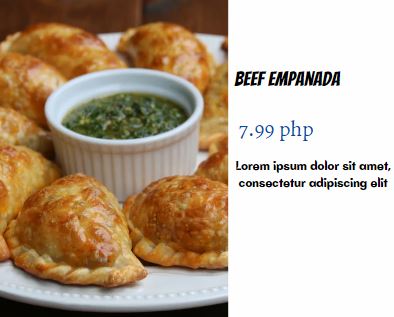 BEEF EMPANADA
7.99 php
Lorem ipsum dolor sit amet,
consectetur adipiscing elit